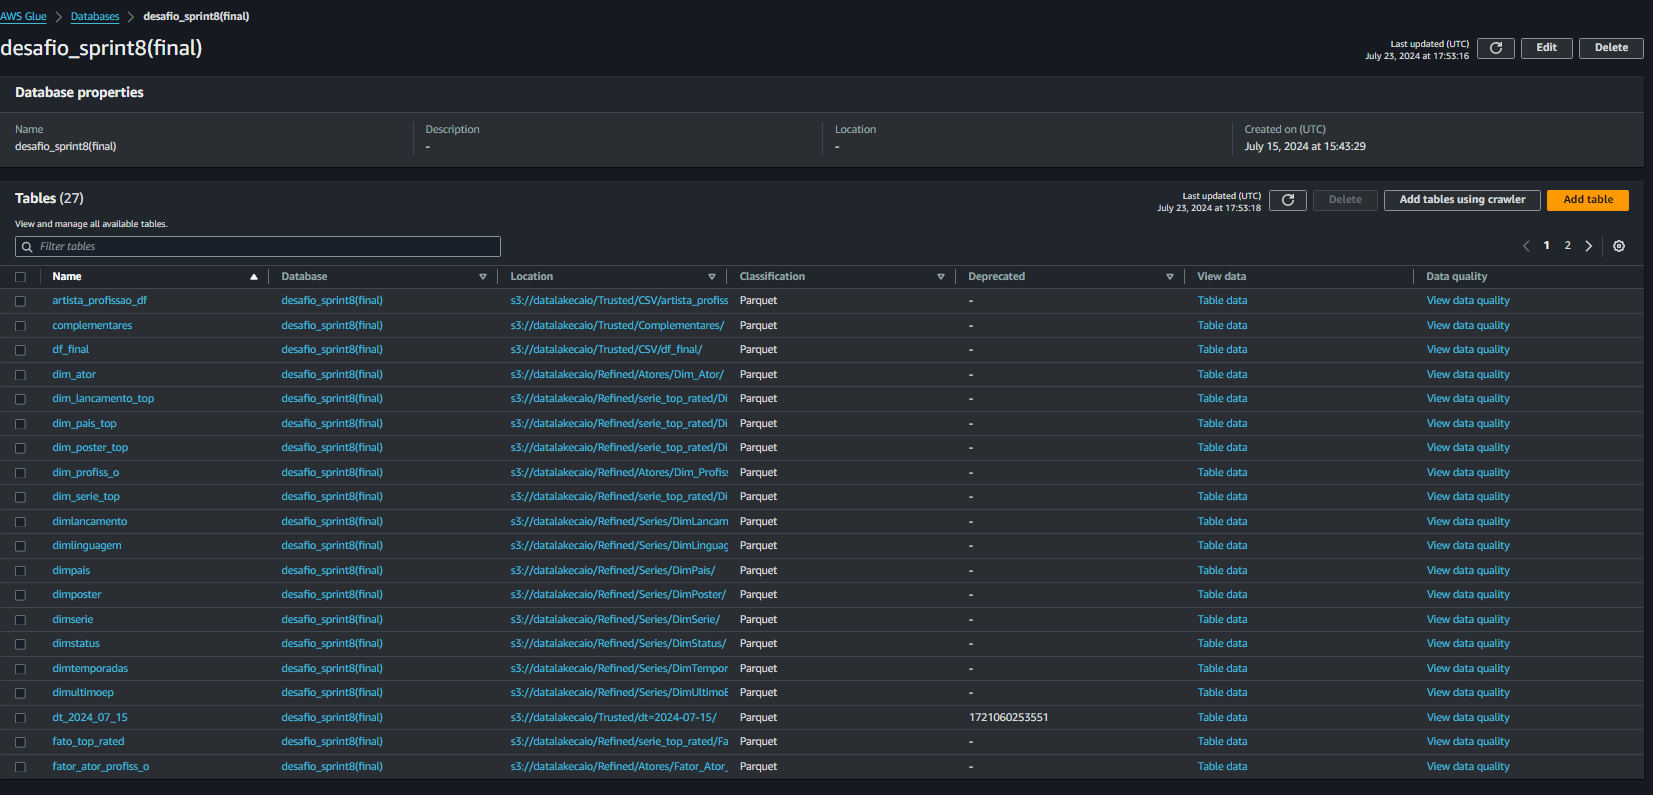 AWS Glue > Databases > desafio_sprint8(final)
desafio_sprint8(final)
Last updated (UTC)
July 23, 2024 at 17:53:16
Edit
Delete
Database properties
Name
desafio_sprint8(final)
Description
-
Location
-
Created on (UTC)
July 15, 2024 at 15:43:29
Tables (27)
View and manage all available tables.
Last updated (UTC)
July 23, 2024 at 17:53:18
Delete
Add tables using crawler
Add table
Filter tables
< 1 2 >
Name Database Location Classification Deprecated View data Data quality
artista_profissao_df desafio_sprint8(final) s3://datalakecaio/Trusted/CSV/artista_profiss Parquet - Table data View data quality
complementares desafio_sprint8(final) s3://datalakecaio/Trusted/Complementares/ Parquet - Table data View data quality
df_final desafio_sprint8(final) s3://datalakecaio/Trusted/CSV/df_final/ Parquet - Table data View data quality
dim_ator desafio_sprint8(final) s3://datalakecaio/Refined/Atores/Dim_Ator/ Parquet - Table data View data quality
dim_lancamento_top desafio_sprint8(final) s3://datalakecaio/Refined/serie_top_rated/Di Parquet - Table data View data quality
dim_pais_top desafio_sprint8(final) s3://datalakecaio/Refined/serie_top_rated/Di Parquet - Table data View data quality
dim_poster_top desafio_sprint8(final) s3://datalakecaio/Refined/serie_top_rated/Di Parquet - Table data View data quality
dim_profiss_o desafio_sprint8(final) s3://datalakecaio/Refined/Atores/Dim_Profiss Parquet - Table data View data quality
dim_serie_top desafio_sprint8(final) s3://datalakecaio/Refined/serie_top_rated/Di Parquet - Table data View data quality
dimlancamento desafio_sprint8(final) s3://datalakecaio/Refined/Series/DimLancam Parquet - Table data View data quality
dimlinguagem desafio_sprint8(final) s3://datalakecaio/Refined/Series/DimLinguag Parquet - Table data View data quality
dimpais desafio_sprint8(final) s3://datalakecaio/Refined/Series/DimPais/ Parquet - Table data View data quality
dimposter desafio_sprint8(final) s3://datalakecaio/Refined/Series/DimPoster/ Parquet - Table data View data quality
dimserie desafio_sprint8(final) s3://datalakecaio/Refined/Series/DimSerie/ Parquet - Table data View data quality
dimstatus desafio_sprint8(final) s3://datalakecaio/Refined/Series/DimStatus/ Parquet - Table data View data quality
dimtemporadas desafio_sprint8(final) s3://datalakecaio/Refined/Series/DimTempor Parquet - Table data View data quality
dimultimoep desafio_sprint8(final) s3://datalakecaio/Refined/Series/DimUltimoE Parquet - Table data View data quality
dt_2024_07_15 desafio_sprint8(final) s3://datalakecaio/Trusted/dt=2024-07-15/ Parquet 1721060253551 Table data View data quality
fato_top_rated desafio_sprint8(final) s3://datalakecaio/Refined/serie_top_rated/Fa Parquet - Table data View data quality
fator_ator_profiss_o desafio_sprint8(final) s3://datalakecaio/Refined/Atores/Fator_Ator_ Parquet - Table data View data quality